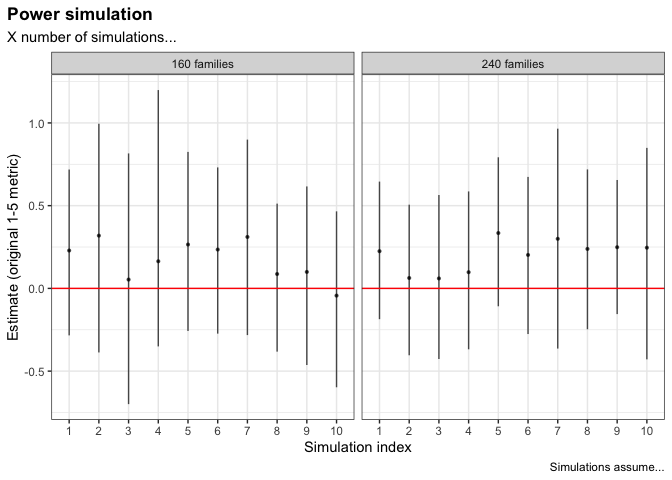 Power simulation
X number of simulations...
160 families
240 families
Estimate (original 1-5 metric)
1.0
0.5
0.0
-0.5
1 2 3 4 5 6 7 8 9 10
1 2 3 4 5 6 7 8 9 10
Simulation index
Simulations assume...